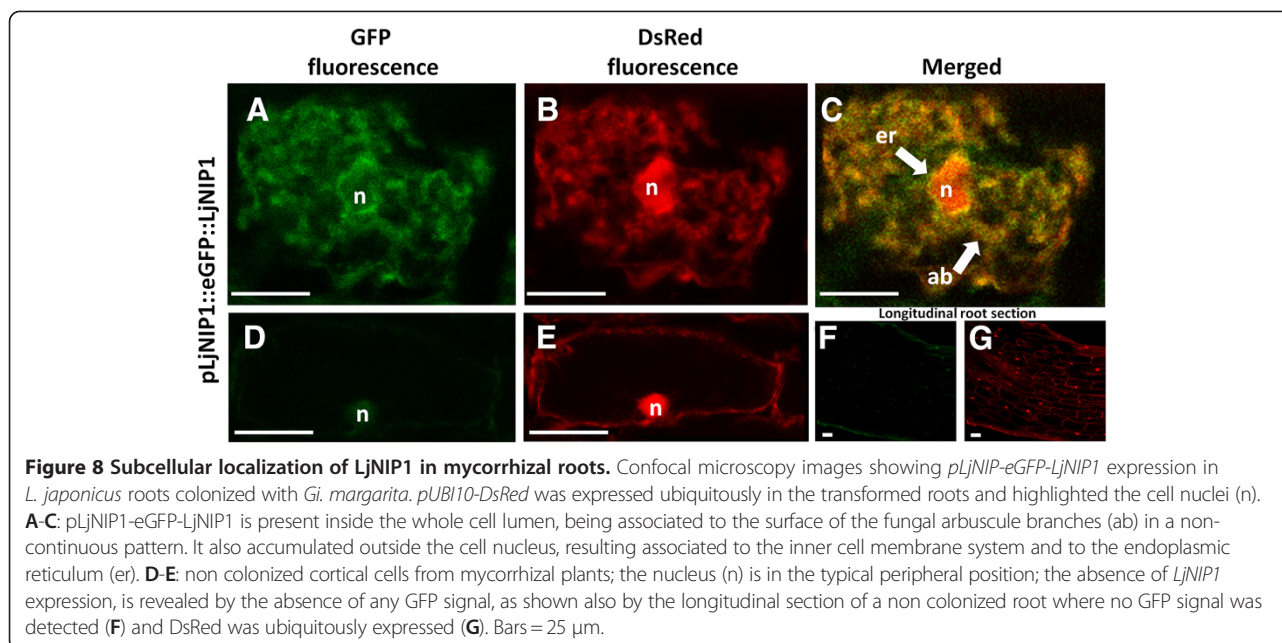 GFP fluorescence
DsRed fluorescence
Merged
pLjNIP1::eGFP::LjNIP1
A
n
B
n
C
er
n
ab
Longitudinal root section
D
n
E
n
F
G
Figure 8 Subcellular localization of LjNIP1 in mycorrhizal roots. Confocal microscopy images showing pLjNIP-eGFP-LjNIP1 expression in
L. japonicus roots colonized with Gi. margarita. pUBI10-DsRed was expressed ubiquitously in the transformed roots and highlighted the cell nuclei (n).
A-C: pLjNIP1-eGFP-LjNIP1 is present inside the whole cell lumen, being associated to the surface of the fungal arbuscule branches (ab) in a non-
continuous pattern. It also accumulated outside the cell nucleus, resulting associated to the inner cell membrane system and to the endoplasmic
reticulum (er). D-E: non colonized cortical cells from mycorrhizal plants; the nucleus (n) is in the typical peripheral position; the absence of LjNIP1
expression, is revealed by the absence of any GFP signal, as shown also by the longitudinal section of a non colonized root where no GFP signal was
detected (F) and DsRed was ubiquitously expressed (G). Bars = 25 μm.